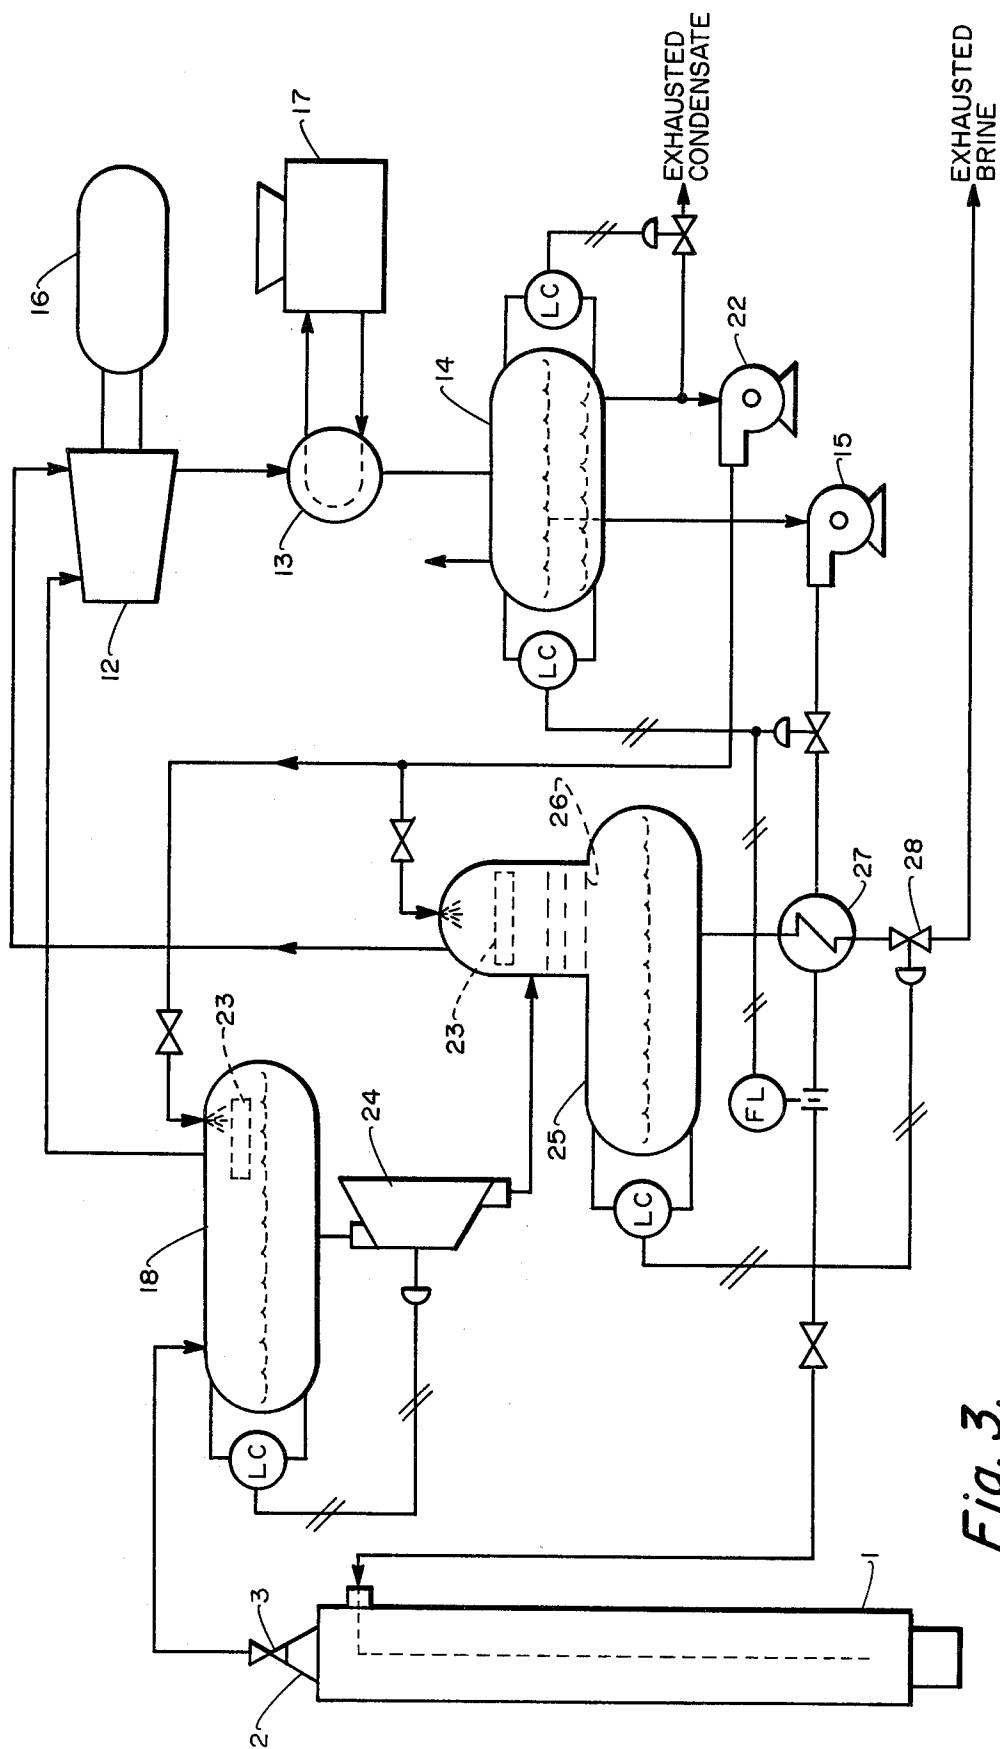 16
17
12
13
14
LC
LC
EXHAUSTED
CONDENSATE
22
15
EXHAUSTED
BRINE
18
23
24
LC
23
26
25
LC
FL
27
28
3
2
1
Fig. 3.